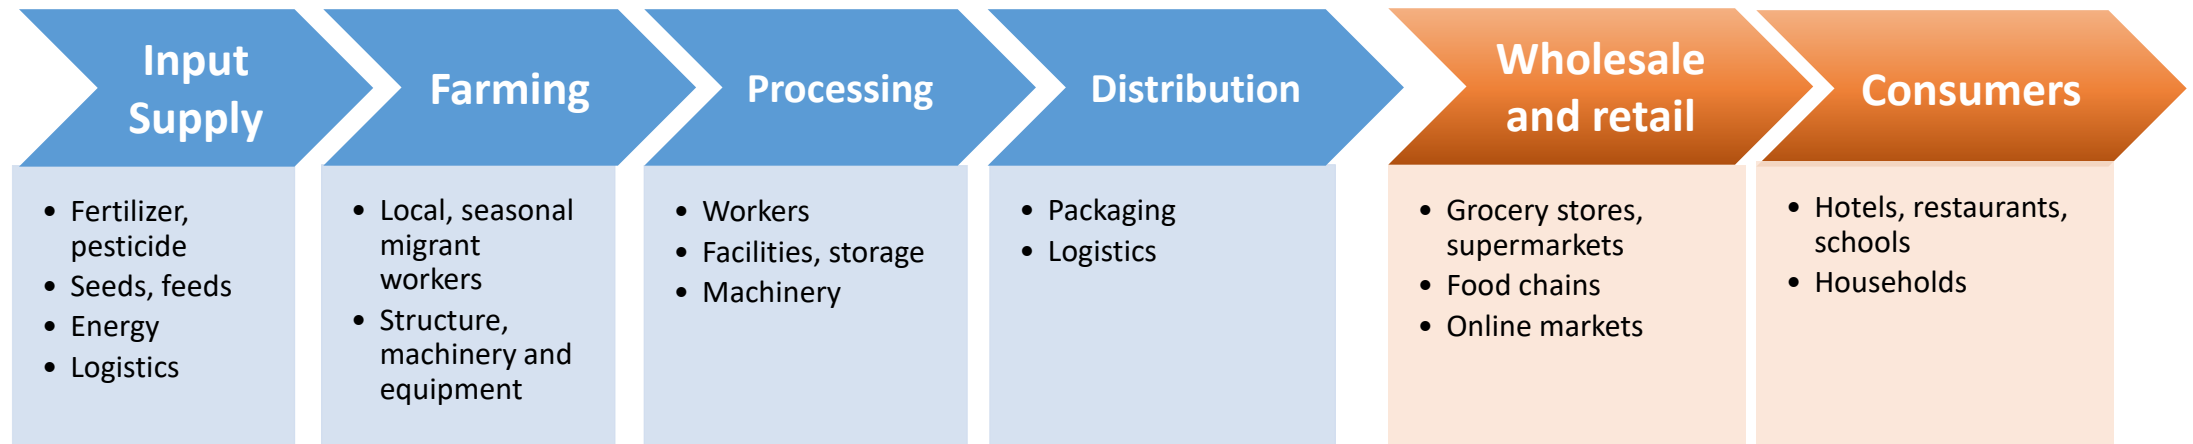 Input
Supply
• Fertilizer,
pesticide
• Seeds, feeds
• Energy
• Logistics
Farming
• Local, seasonal
migrant
workers
• Structure,
machinery and
equipment
Processing
• Workers
• Facilities, storage
• Machinery
Distribution
• Packaging
• Logistics
Wholesale
and retail
• Grocery stores,
supermarkets
• Food chains
• Online markets
Consumers
• Hotels, restaurants,
schools
• Households